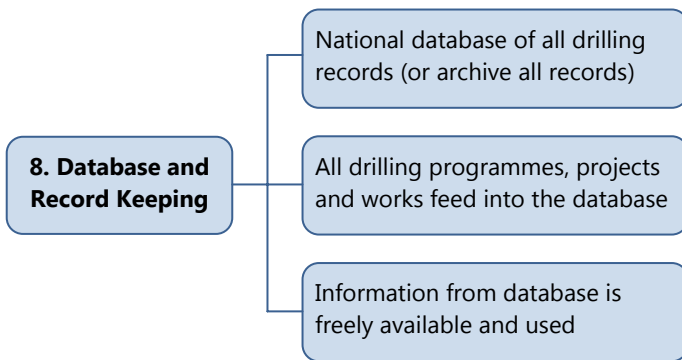 National database of all drilling
records (or archive all records)
8. Database and
Record Keeping
All drilling programmes, projects
and works feed into the database
Information from database is
freely available and used